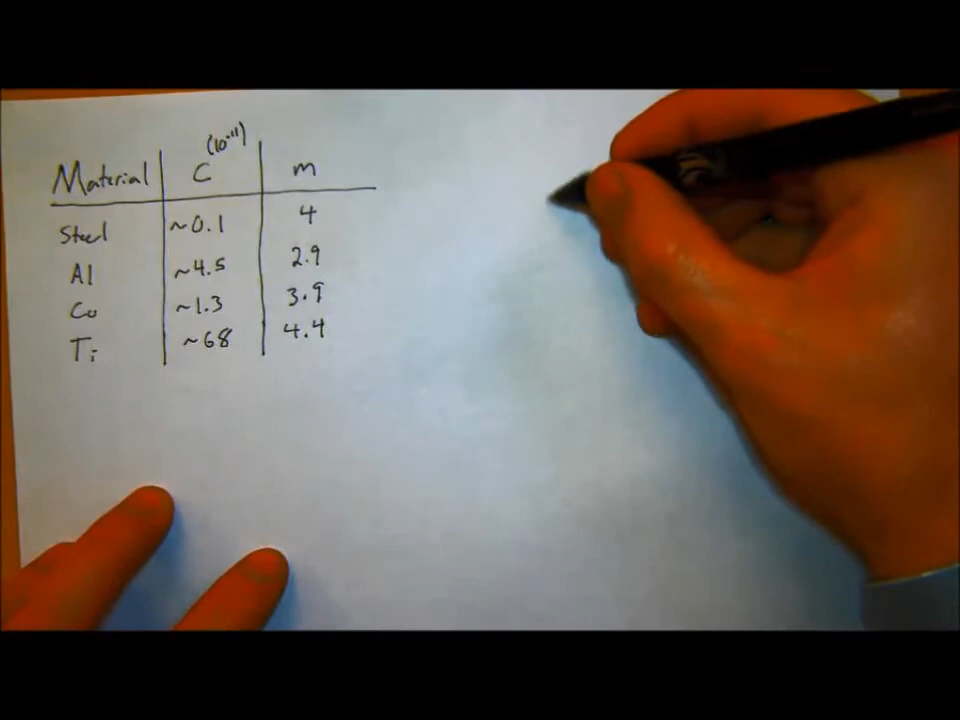 (10⁻¹¹)
Material C m
Steel ~0.1 4
Al ~4.5 2.9
Cu ~1.3 3.9
Ti ~68 4.4